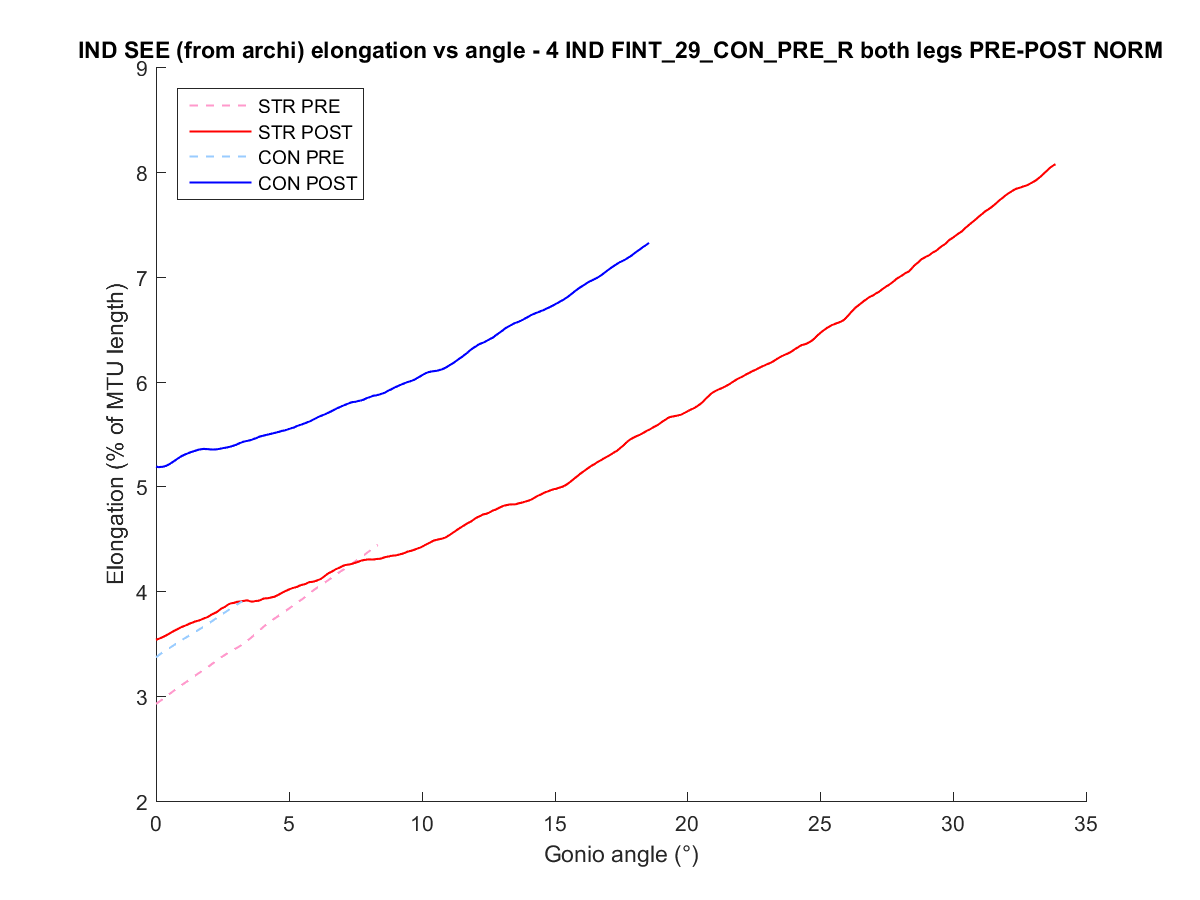 IND SEE (from archi) elongation vs angle - 4 IND FINT_29_CON_PRE_R both legs PRE-POST NORM
STR PRE
STR POST
CON PRE
CON POST
Elongation (% of MTU length)
9
8
7
6
5
4
3
2
0
5
10
15
20
25
30
35
Gonio angle (°)